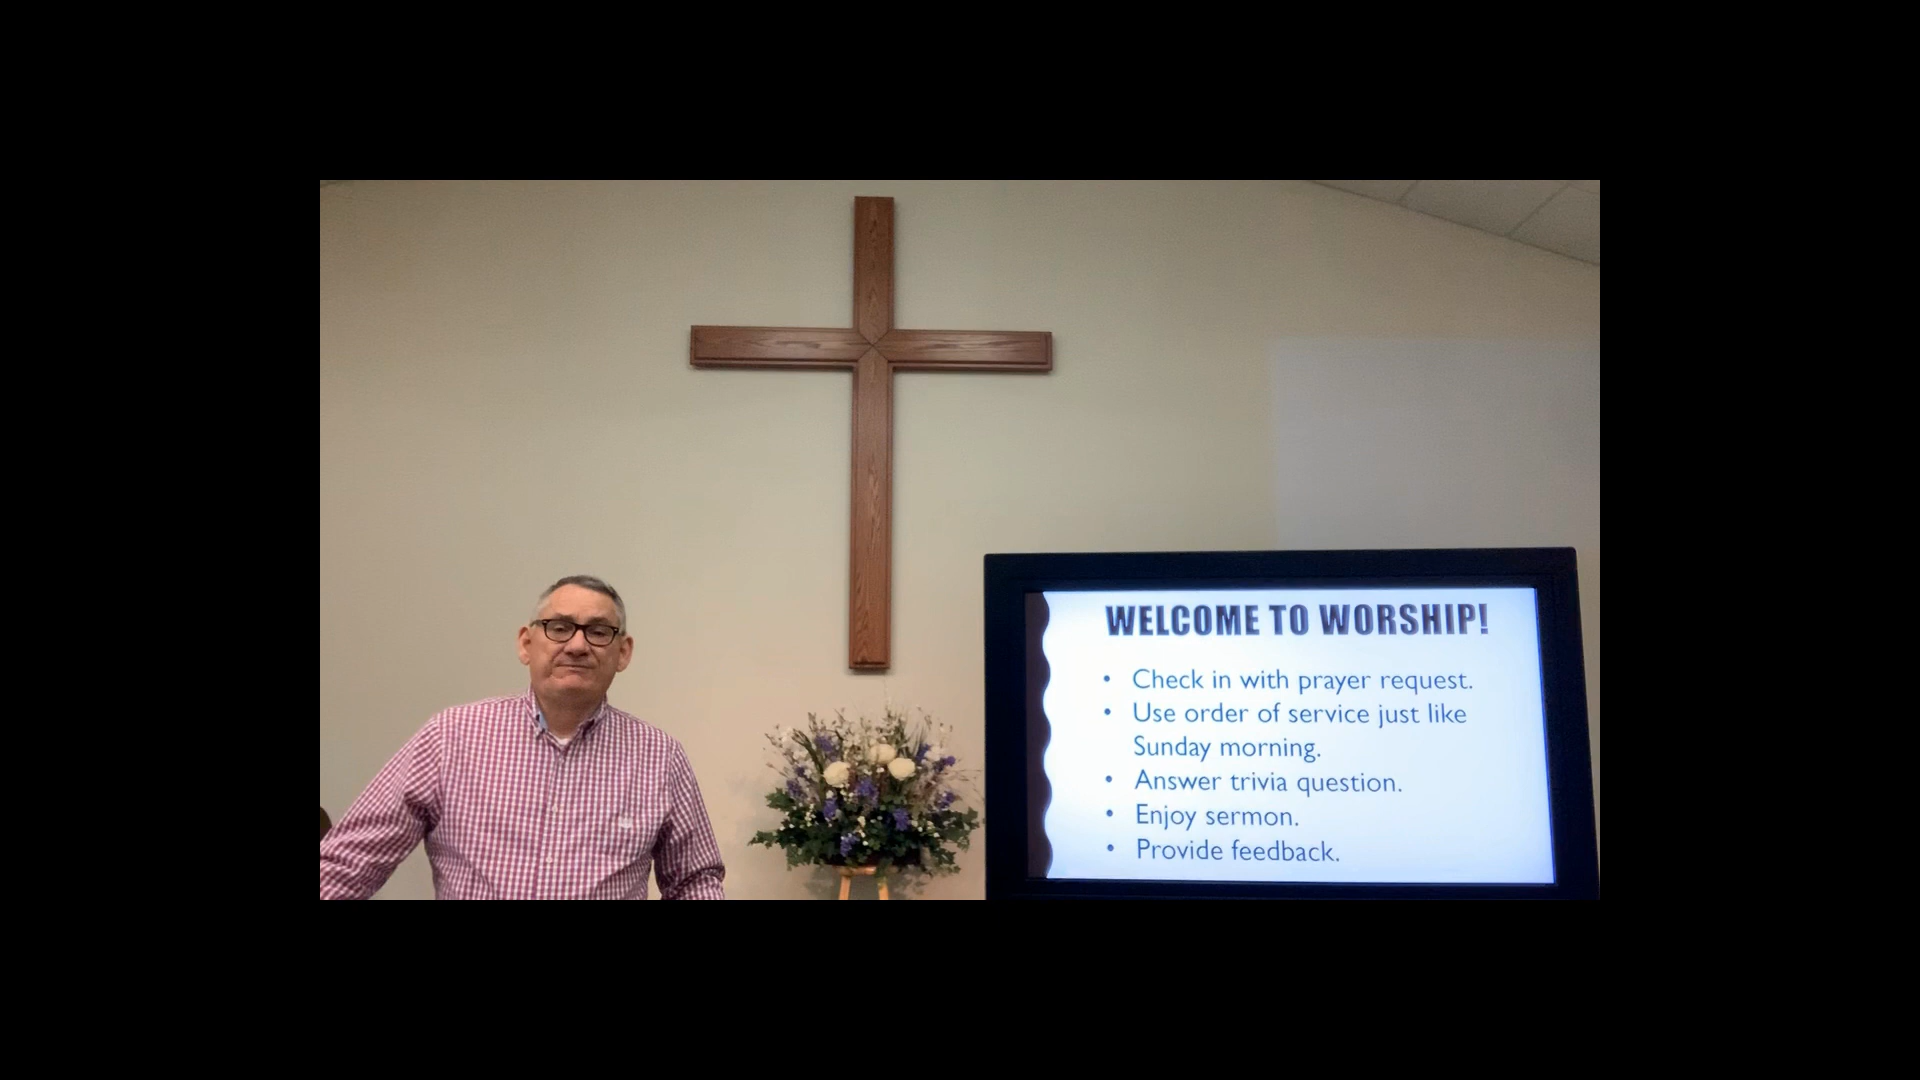 WELCOME TO WORSHIP!
• Check in with prayer request.
• Use order of service just like
Sunday morning.
• Answer trivia question.
• Enjoy sermon.
• Provide feedback.